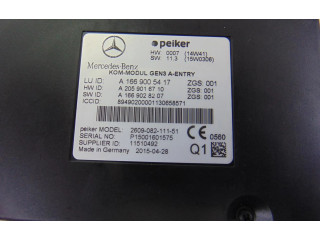 peiker
HW: 0007 (14W41)
SW: 11.3 (15W0306)
Mercedes-Benz
KOM-MODUL GEN3 A-ENTRY
LU ID: A 166 900 54 17 ZGS: 001
HW ID A 205 901 67 10 ZGS: 001
SW ID A 166 902 82 07 ZGS: 001
ICCID: 89490200001130658571
peiker MODEL: 2609-082-111-51
SERIAL NO: P15001601575
SUPPLIER ID: 11510492
Made in Germany 2015-04-28
CE 0560
Q1